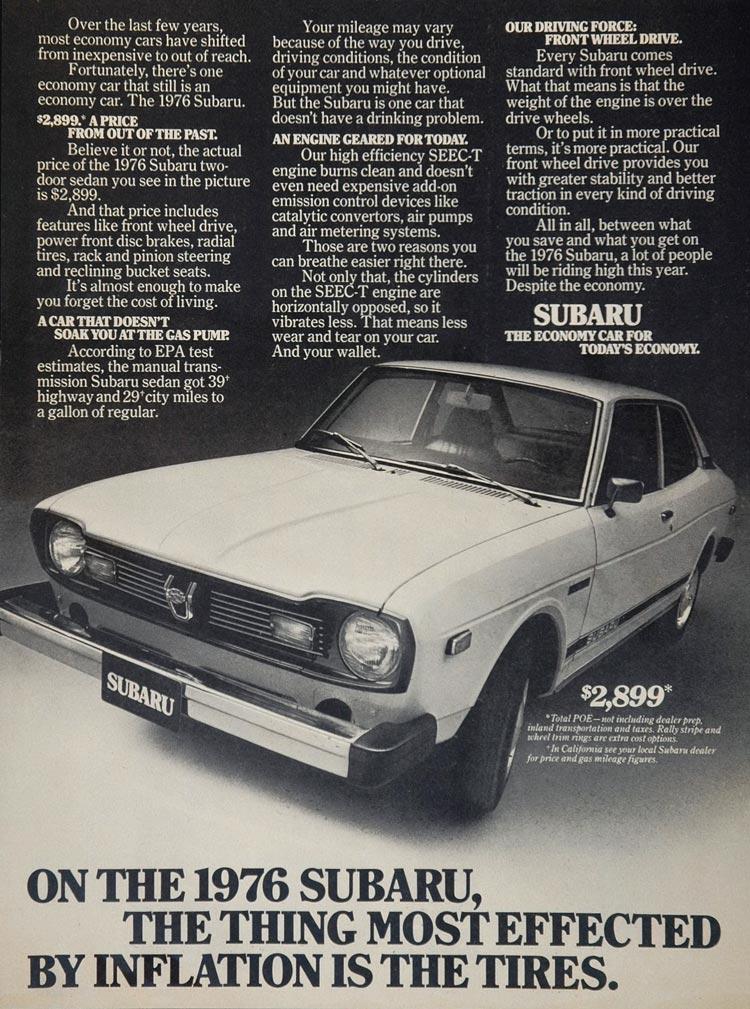 Over the last few years,
most economy cars have shifted
from inexpensive to out of reach.
Fortunately, there's one
economy car that still is an
economy car. The 1976 Subaru.
$2,899.* A PRICE
FROM OUT OF THE PAST.
Believe it or not, the actual
price of the 1976 Subaru two-
door sedan you see in the picture
is $2,899.
And that price includes
features like front wheel drive,
power front disc brakes, radial
tires, rack and pinion steering
and reclining bucket seats.
It's almost enough to make
you forget the cost of living.
A CAR THAT DOESN'T
SOAK YOU AT THE GAS PUMP.
According to EPA test
estimates, the manual trans-
mission Subaru sedan got 39†
highway and 29†city miles to
a gallon of regular.
Your mileage may vary
because of the way you drive,
driving conditions, the condition
of your car and whatever optional
equipment you might have.
But the Subaru is one car that
doesn't have a drinking problem.
AN ENGINE GEARED FOR TODAY.
Our high efficiency SEEC-T
engine burns clean and doesn't
even need expensive add-on
emission control devices like
catalytic convertors, air pumps
and air metering systems.
Those are two reasons you
can breathe easier right there.
Not only that, the cylinders
on the SEEC-T engine are
horizontally opposed, so it
vibrates less. That means less
wear and tear on your car.
And your wallet.
OUR DRIVING FORCE:
FRONT WHEEL DRIVE.
Every Subaru comes
standard with front wheel drive.
What that means is that the
weight of the engine is over the
drive wheels.
Or to put it in more practical
terms, it's more practical. Our
front wheel drive provides you
with greater stability and better
traction in every kind of driving
condition.
All in all, between what
you save and what you get on
the 1976 Subaru, a lot of people
will be riding high this year.
Despite the economy.
SUBARU
THE ECONOMY CAR FOR
TODAY'S ECONOMY.
SUBARU
SUBARU
$2,899*
*Total POE—not including dealer prep,
inland transportation and taxes. Rally stripe and
wheel trim rings are extra cost options.
†In California see your local Subaru dealer
for price and gas mileage figures.
ON THE 1976 SUBARU,
THE THING MOST EFFECTED
BY INFLATION IS THE TIRES.